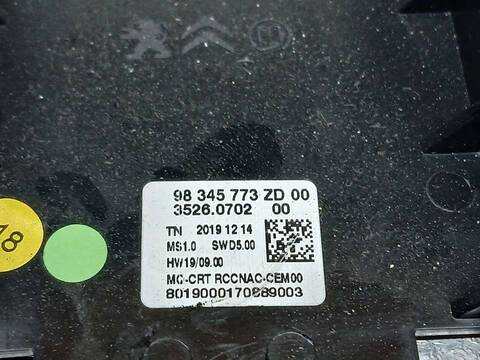 98 345 773 ZD 00
3526.0702 00
TN 2019 12 14
MS1.0 SWD5.00
HW19/09.00
MC-CRT RCCNAC-CEM00
8019000170889003